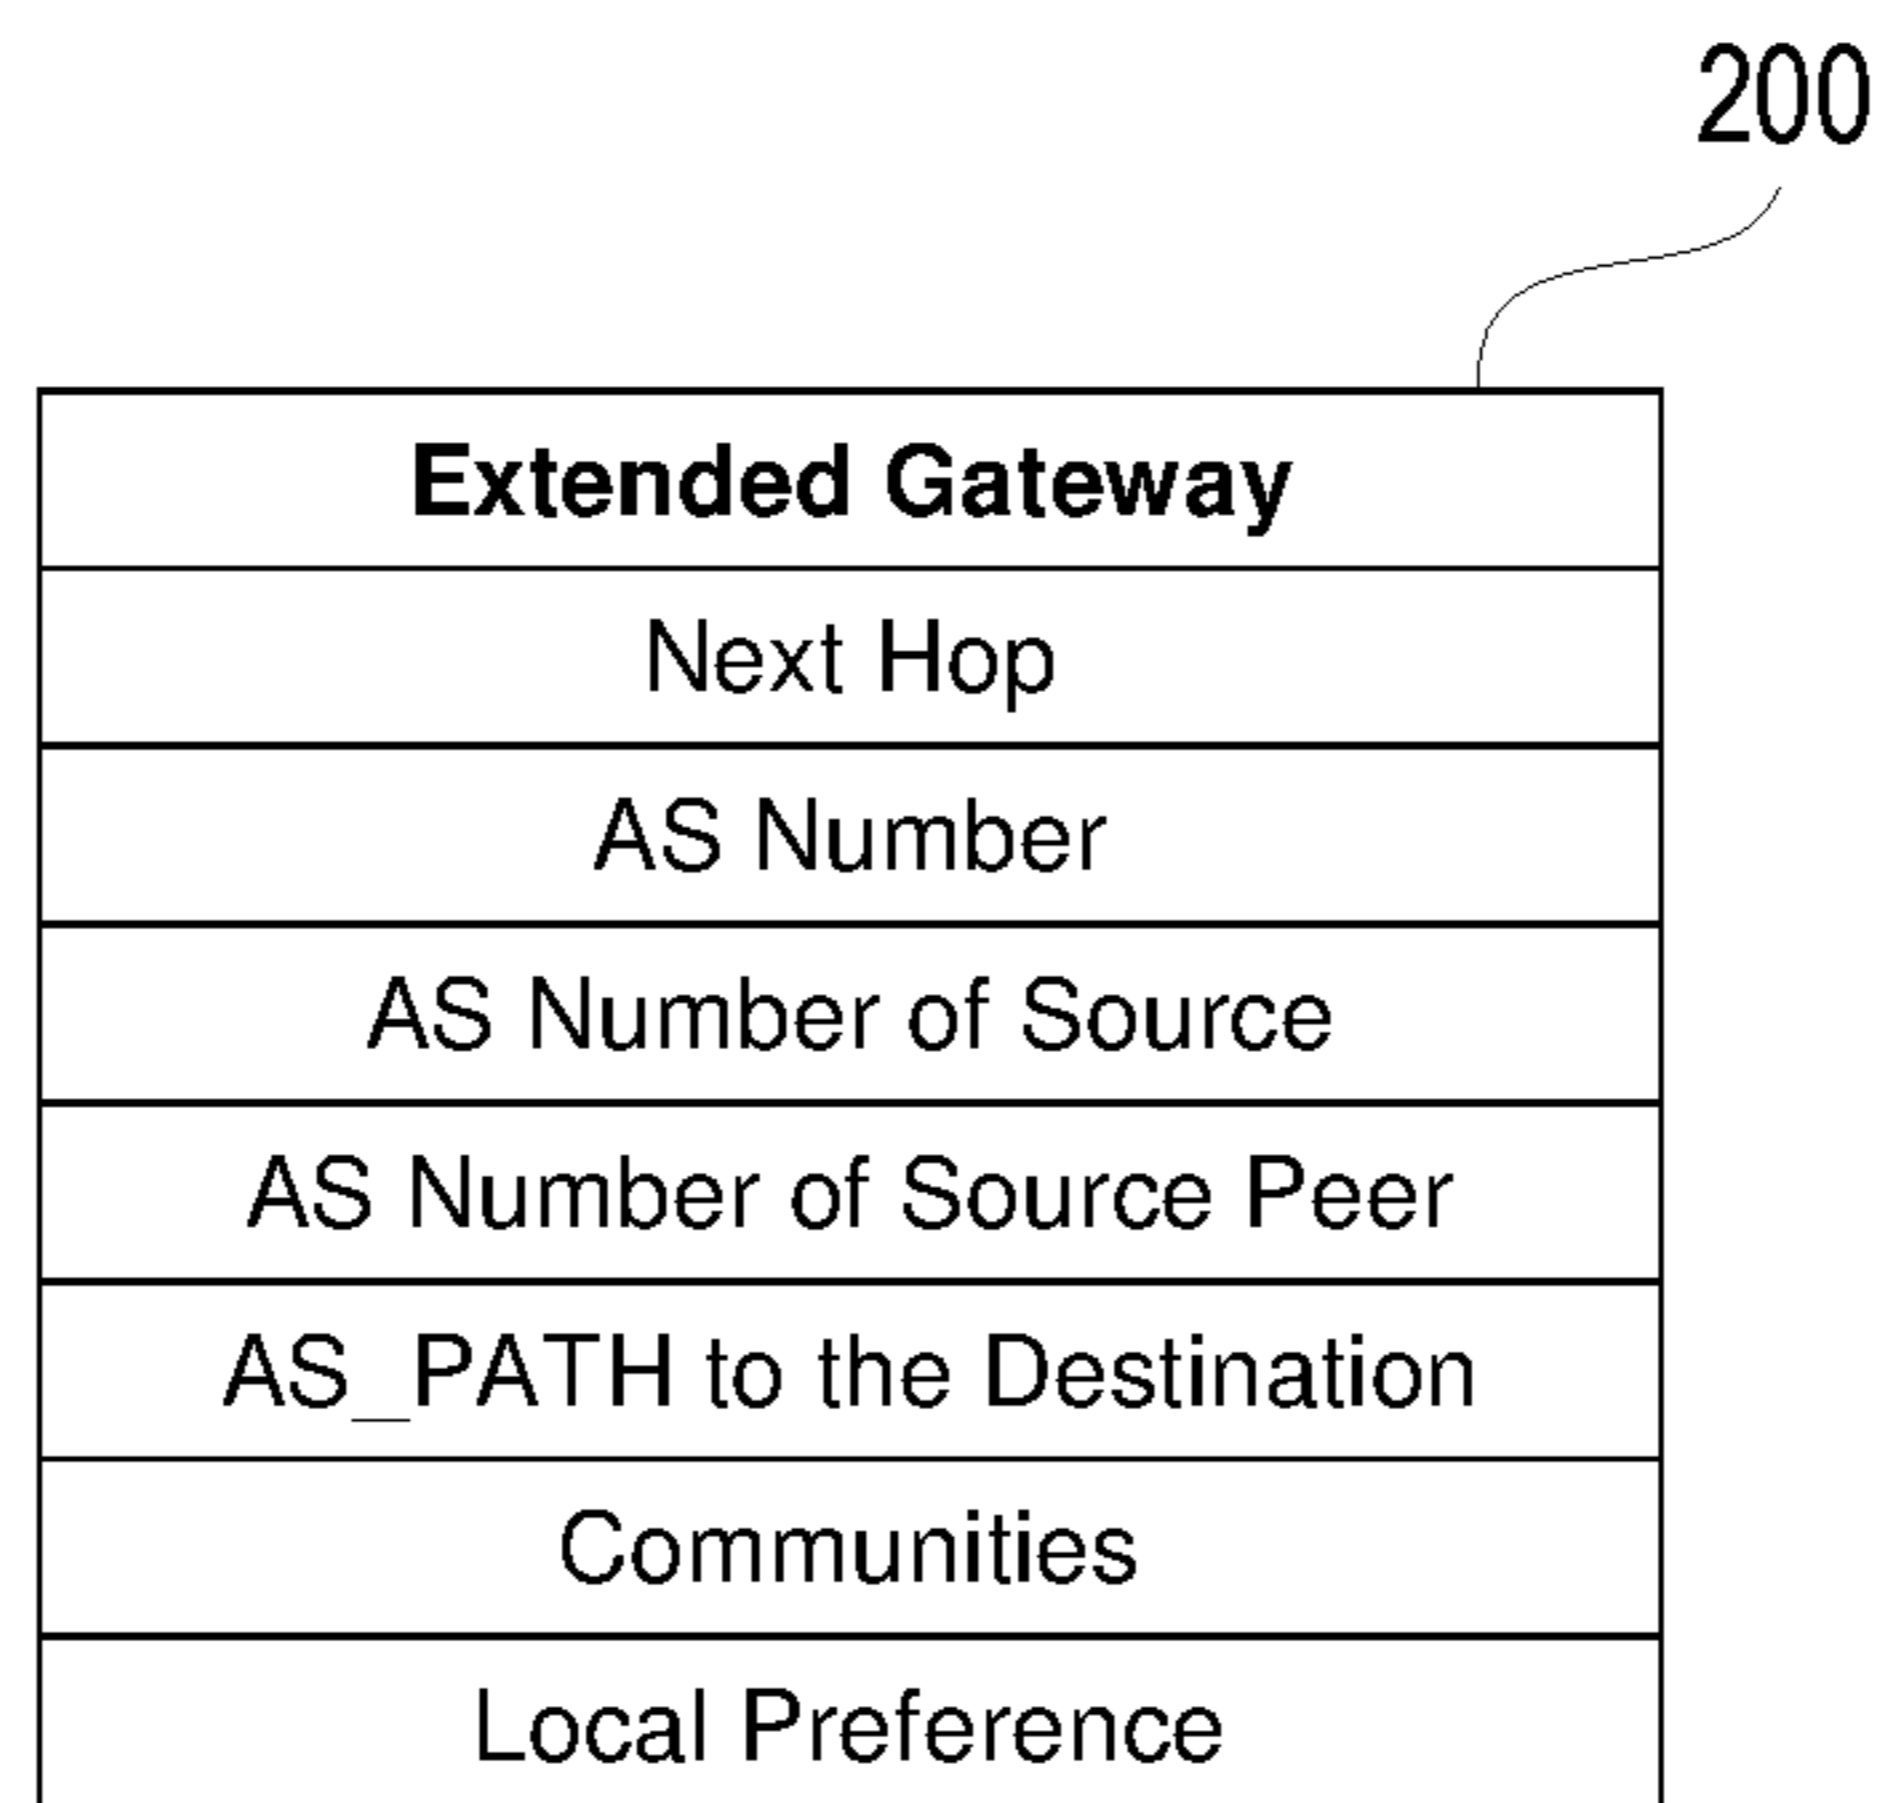 200
Extended Gateway
Next Hop
AS Number
AS Number of Source
AS Number of Source Peer
AS_PATH to the Destination
Communities
Local Preference